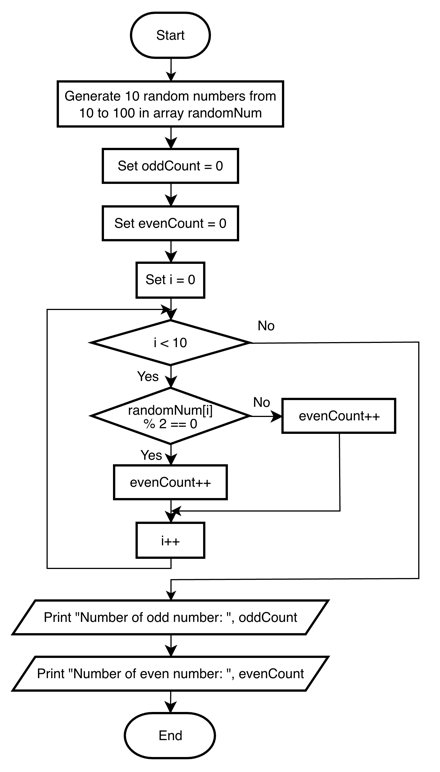 Start
Generate 10 random numbers from
10 to 100 in array randomNum
Set oddCount = 0
Set evenCount = 0
Set i = 0
i < 10
No
Yes
randomNum[i]
% 2 == 0
No
evenCount++
Yes
evenCount++
i++
Print "Number of odd number: ", oddCount
Print "Number of even number: ", evenCount
End